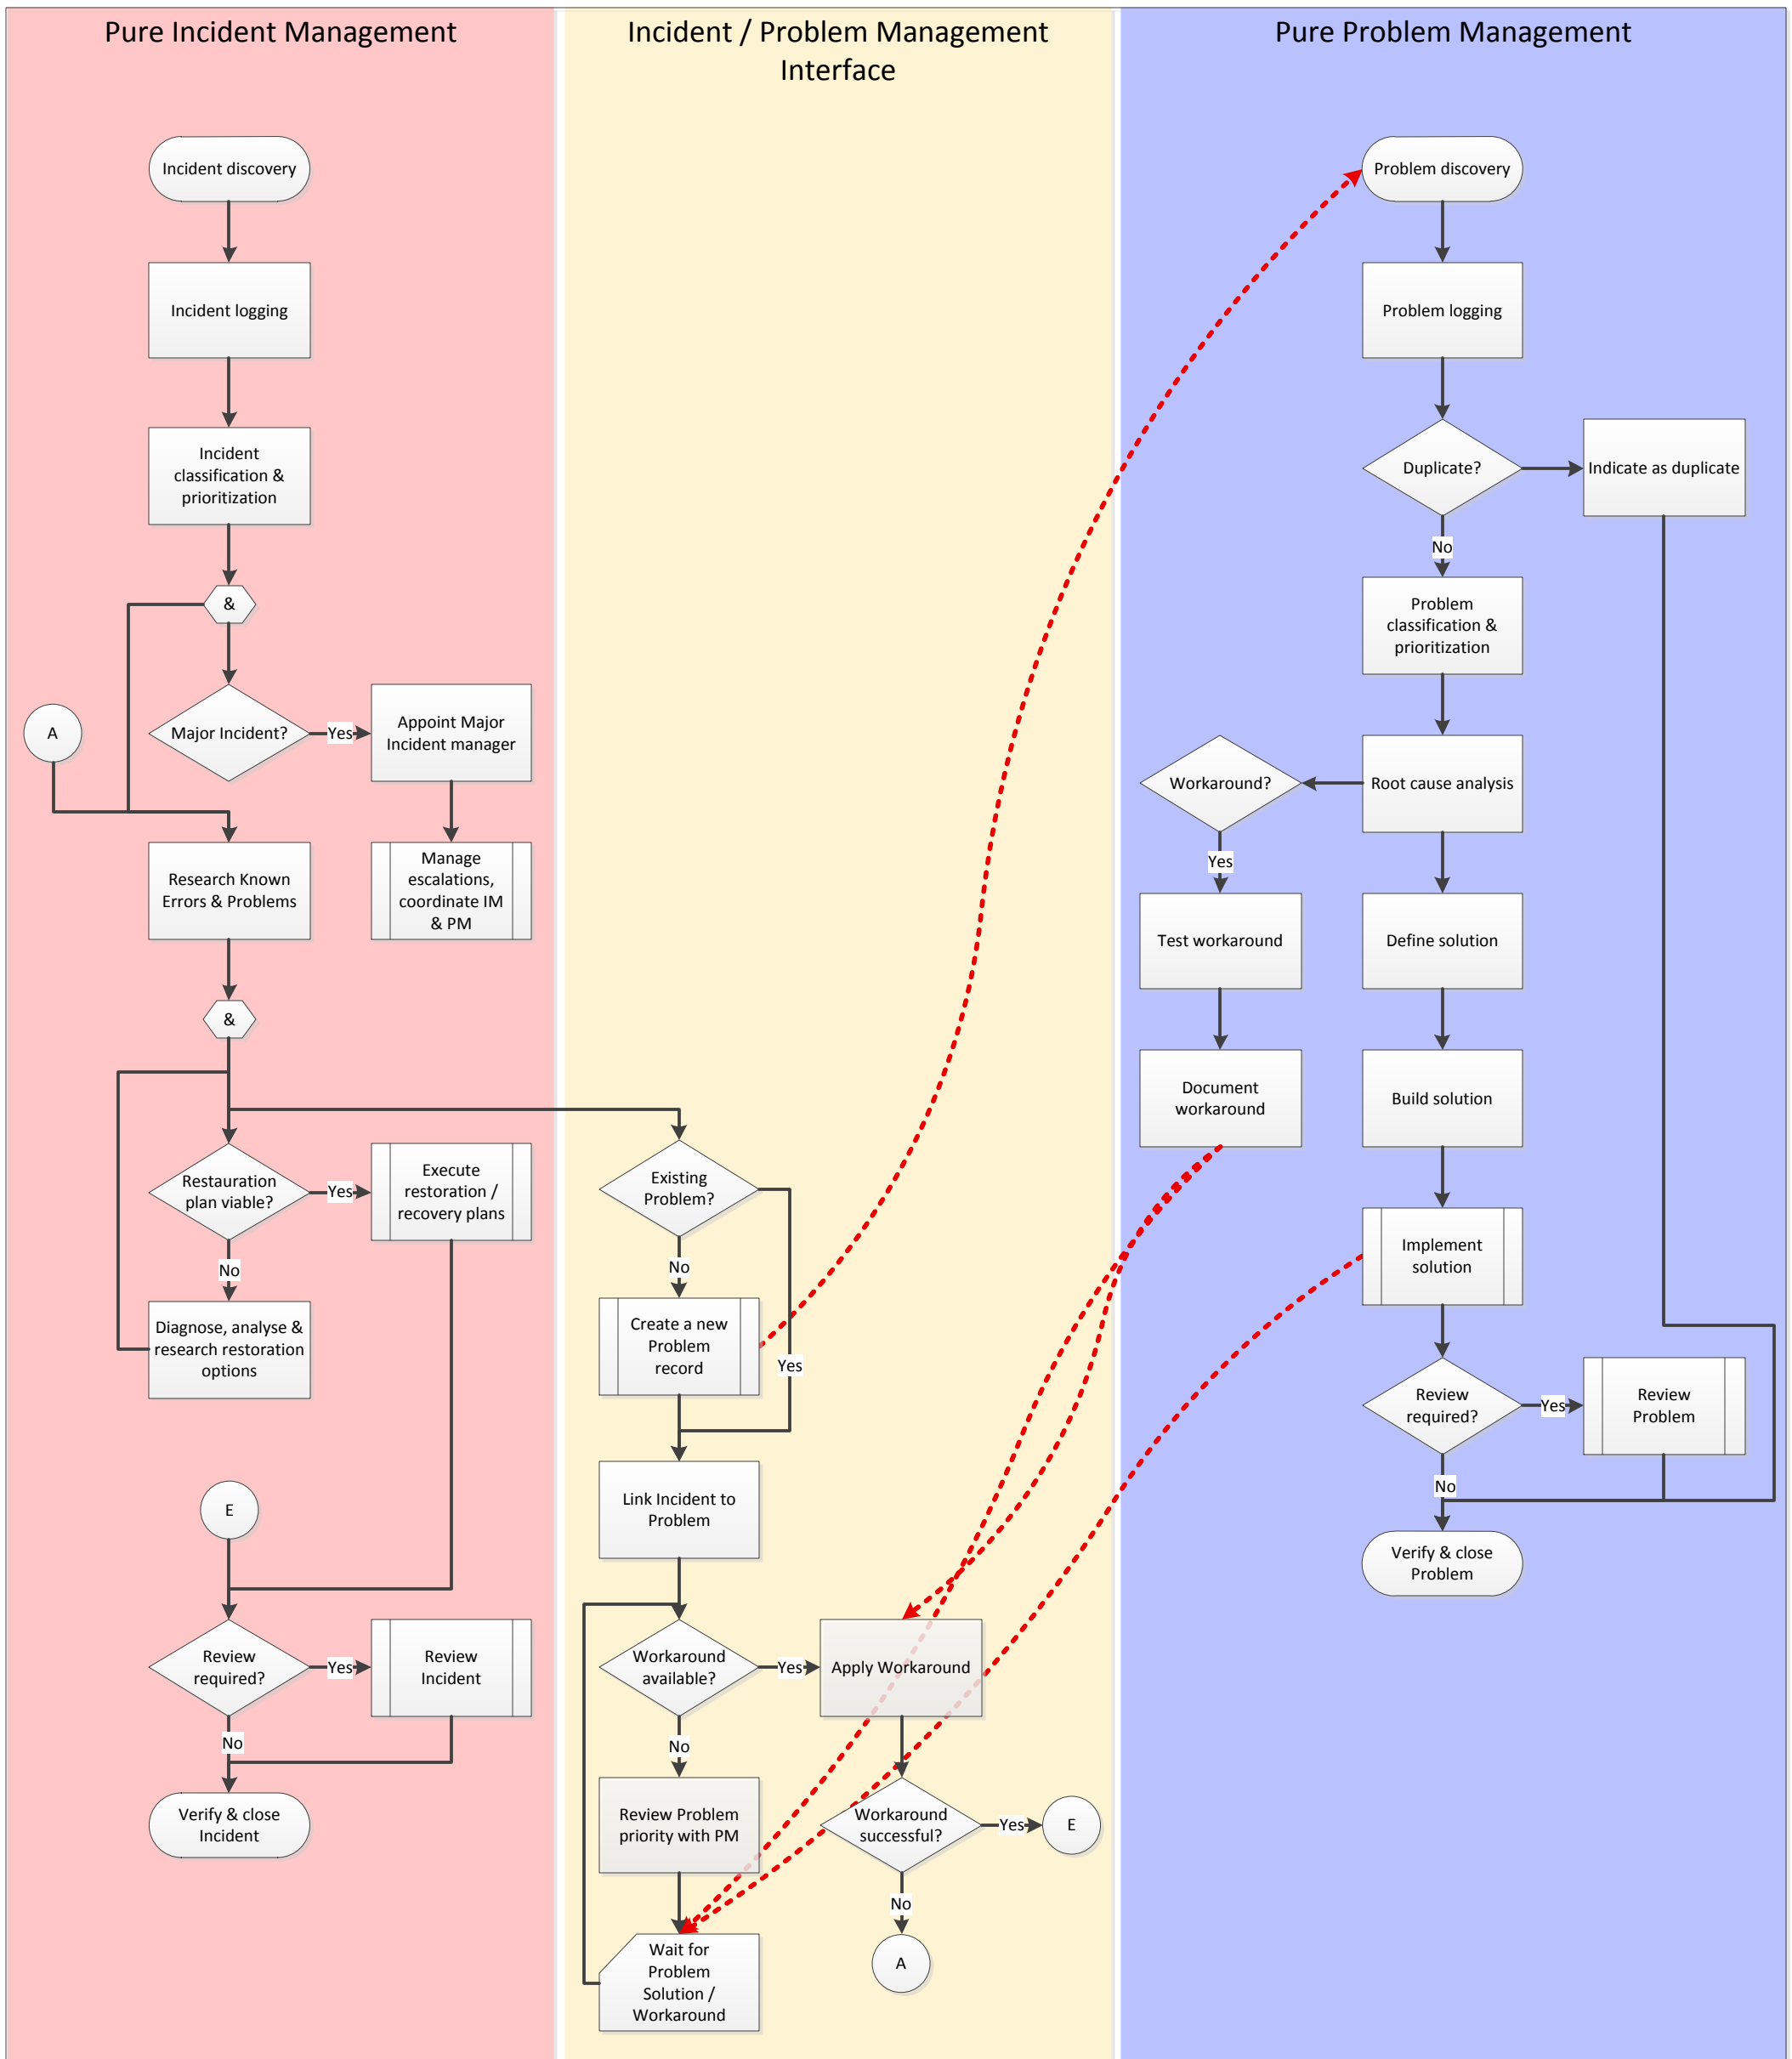 Pure Incident Management
Incident discovery
Incident logging
Incident
classification &
prioritization
&
Major Incident?
Yes
Appoint Major
Incident manager
A
Manage
escalations,
coordinate IM
& PM
Research Known
Errors & Problems
&
Restauration
plan viable?
Yes
Execute
restoration /
recovery plans
No
Diagnose, analyse &
research restoration
options
E
Review
required?
Yes
Review
Incident
No
Verify & close
Incident
Incident / Problem Management
Interface
Existing
Problem?
No
Create a new
Problem
record
Yes
Link Incident to
Problem
Workaround
available?
Yes
Apply Workaround
No
Review Problem
priority with PM
Workaround
successful?
Yes
E
No
A
Wait for
Problem
Solution /
Workaround
Pure Problem Management
Problem discovery
Problem logging
Duplicate?
Indicate as duplicate
No
Problem
classification &
prioritization
Workaround?
Root cause analysis
Yes
Test workaround
Define solution
Document
workaround
Build solution
Implement
solution
Review
required?
Yes
Review
Problem
No
Verify & close
Problem